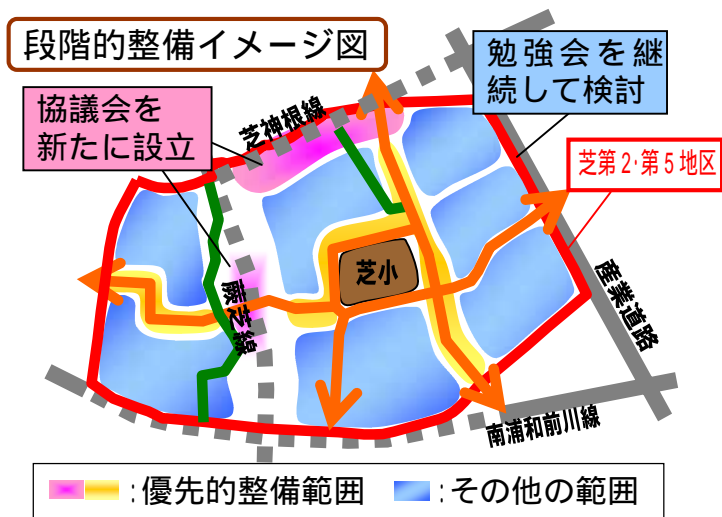 段階的整備イメージ図
勉強会を継
続して検討
協議会を
新たに設立
芝神根線
芝第2・第5地区
芝小
蕨芝線
産業道路
南浦和前川線
:優先的整備範囲
:その他の範囲